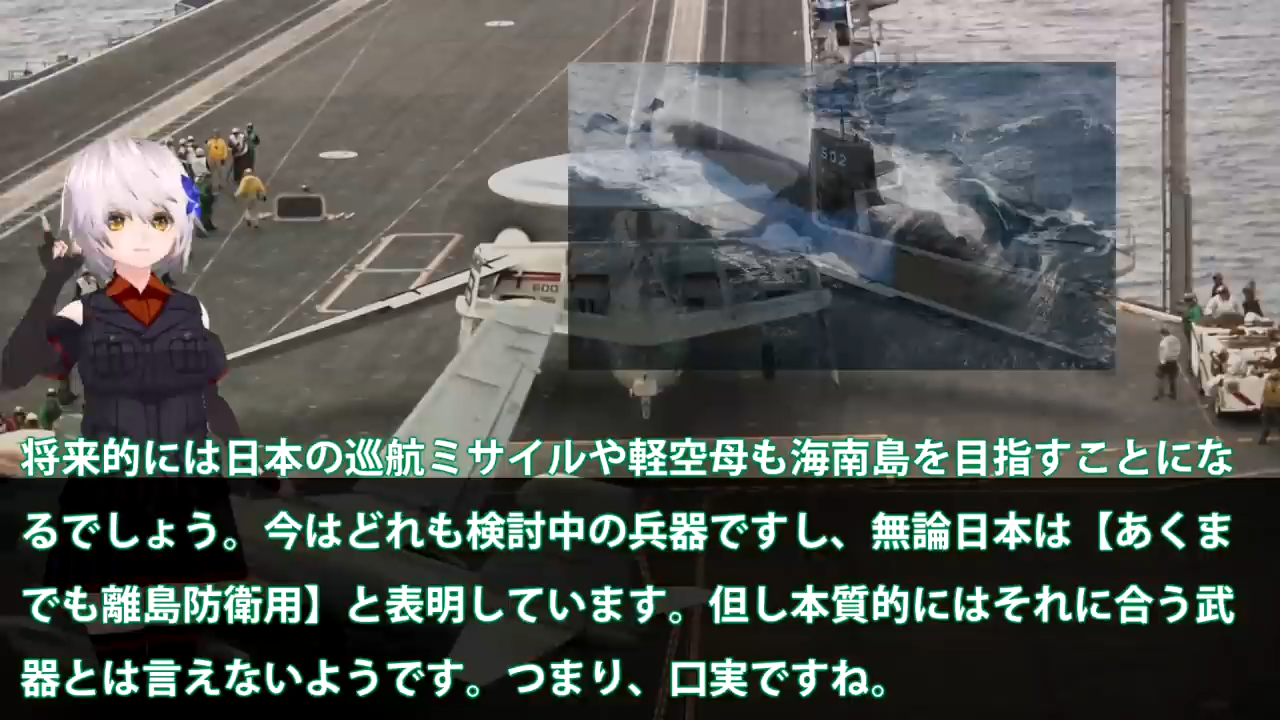 502
600
将来的には日本の巡航ミサイルや軽空母も海南島を目指すことにな
るでしょう。 今はどれも検討中の兵器ですし、無論日本は【あくま
でも離島防衛用】と表明しています。但し本質的にはそれに合う武
器とは言えないようです。つまり、口実ですね。